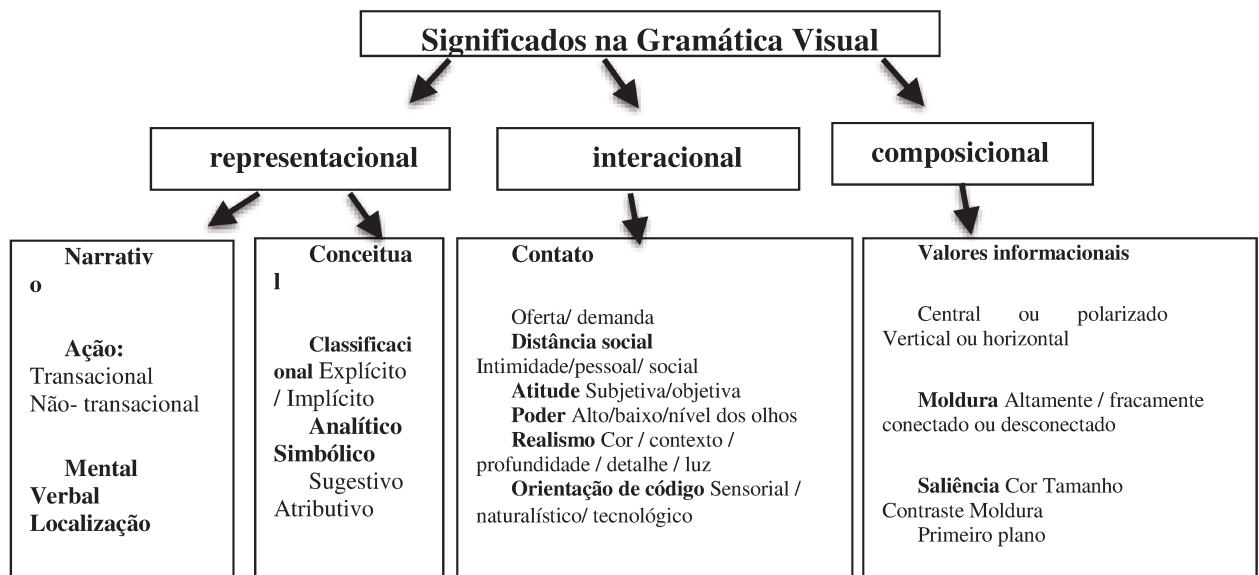 Significados na Gramática Visual
representacional
interacional
composicional
Narrativ
o
Ação:
Transacional
Não- transacional
Mental
Verbal
Localização
Conceitua
l
Classificaci
onal Explícito
/ Implícito
Analítico
Simbólico
Sugestivo
Atributivo
Contato
Oferta/ demanda
Distância social
Intimidade/pessoal/ social
Atitude Subjetiva/objetiva
Poder Alto/baixo/nível dos olhos
Realismo Cor / contexto /
profundidade / detalhe / luz
Orientação de código Sensorial /
naturalístico/ tecnológico
Valores informacionais
Central ou polarizado
Vertical ou horizontal
Moldura Altamente / fracamente
conectado ou desconectado
Saliência Cor Tamanho
Contraste Moldura
Primeiro plano